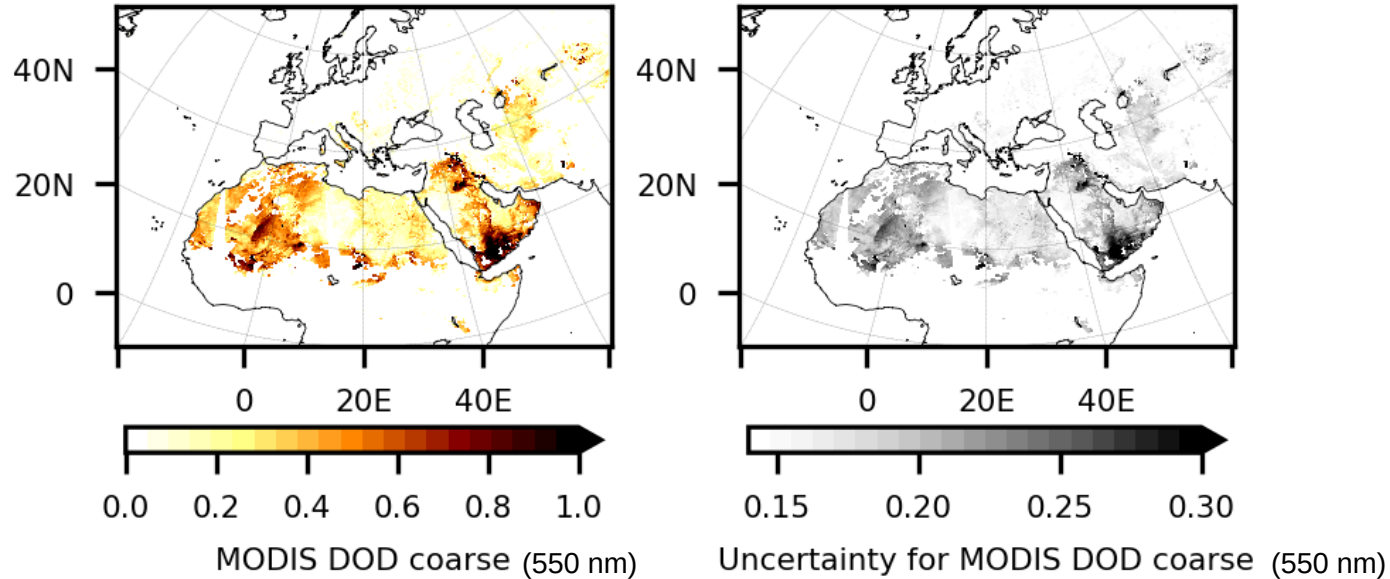 40N
20N
0
0 20E 40E
0.0 0.2 0.4 0.6 0.8 1.0
MODIS DOD coarse (550 nm)
40N
20N
0
0 20E 40E
0.15 0.20 0.25 0.30
Uncertainty for MODIS DOD coarse (550 nm)